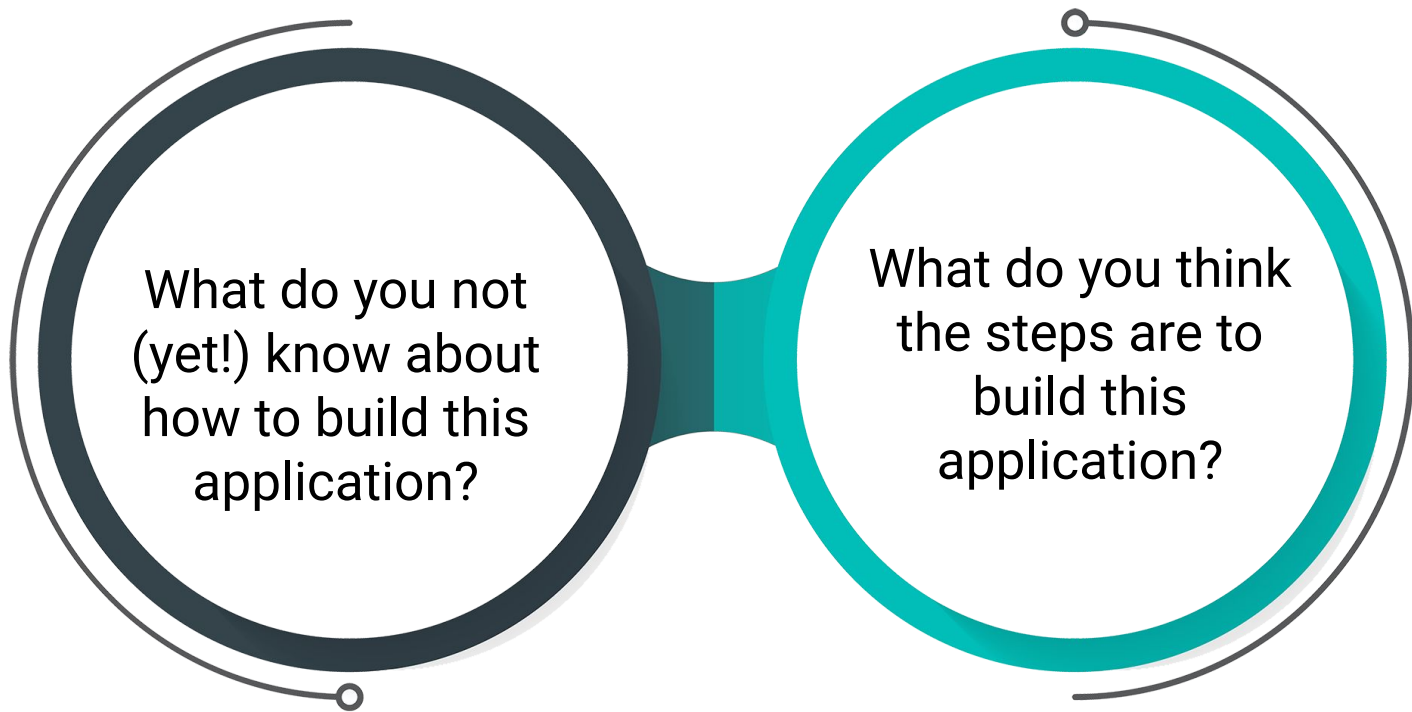 What do you not
(yet!) know about
how to build this
application?
What do you think
the steps are to
build this
application?